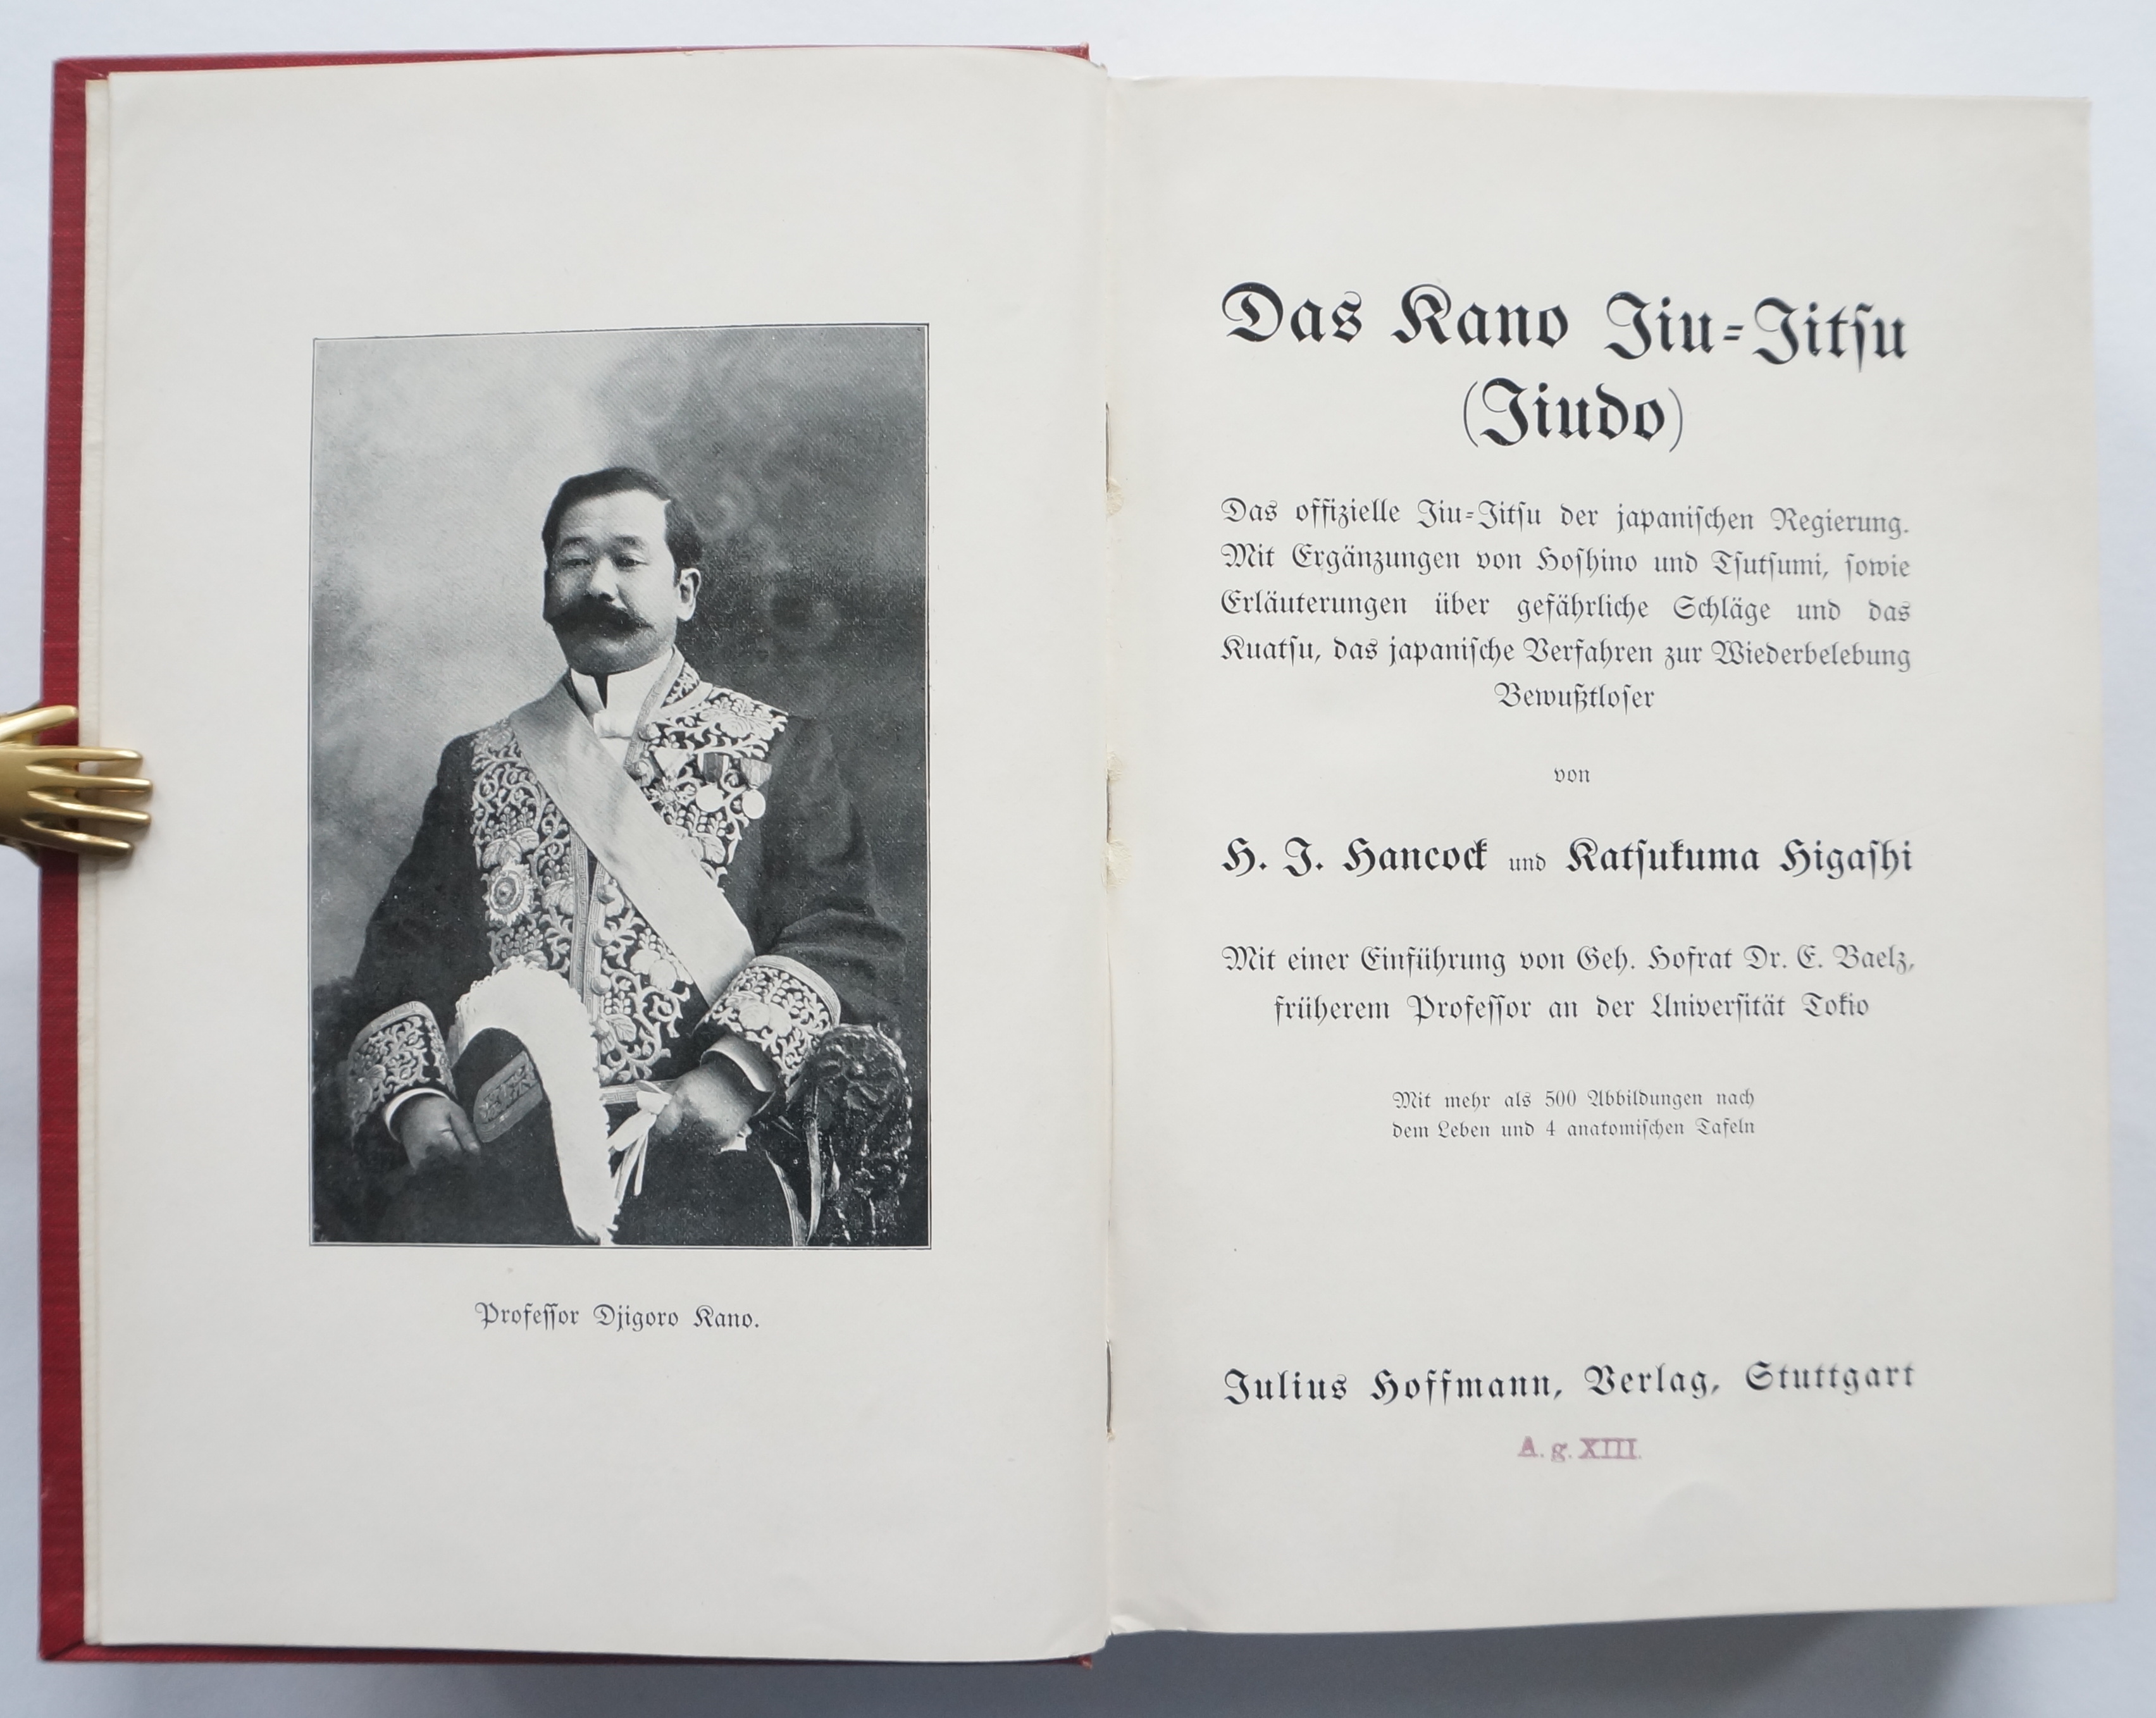 Professor Djigoro Kano.
Das Kano Jiu-Jitsu
(Jiudo)
Das offizielle Jiu-Jitsu der japanischen Regierung.
Mit Ergänzungen von Hoshino und Tsutsumi, sowie
Erläuterungen über gefährliche Schläge und das
Kuatsu, das japanische Verfahren zur Wiederbelebung
Bewußtloser
von
H. J. Hancock und Katsukuma Higashi
Mit einer Einführung von Geh. Hofrat Dr. E. Baelz,
früherem Professor an der Universität Tokio
Mit mehr als 500 Abbildungen nach
dem Leben und 4 anatomischen Tafeln
Julius Hoffmann, Verlag, Stuttgart
A. g. XIII.